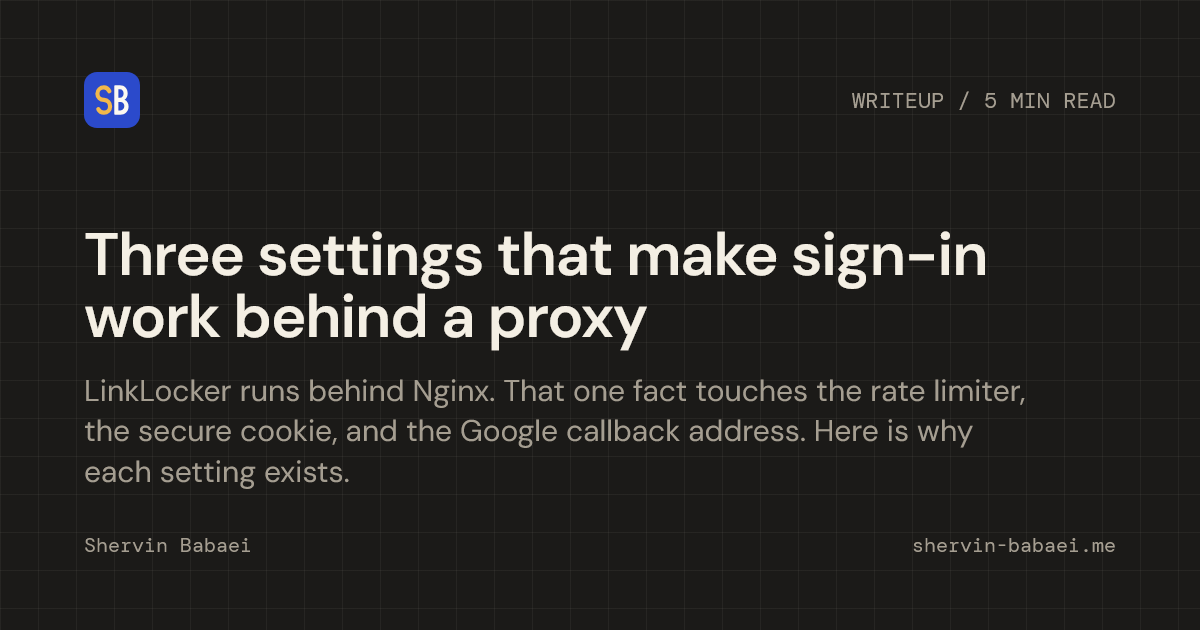 SB
WRITEUP / 5 MIN READ
Three settings that make sign-in
work behind a proxy
LinkLocker runs behind Nginx. That one fact touches the rate limiter,
the secure cookie, and the Google callback address. Here is why
each setting exists.
Shervin Babaei
shervin-babaei.me